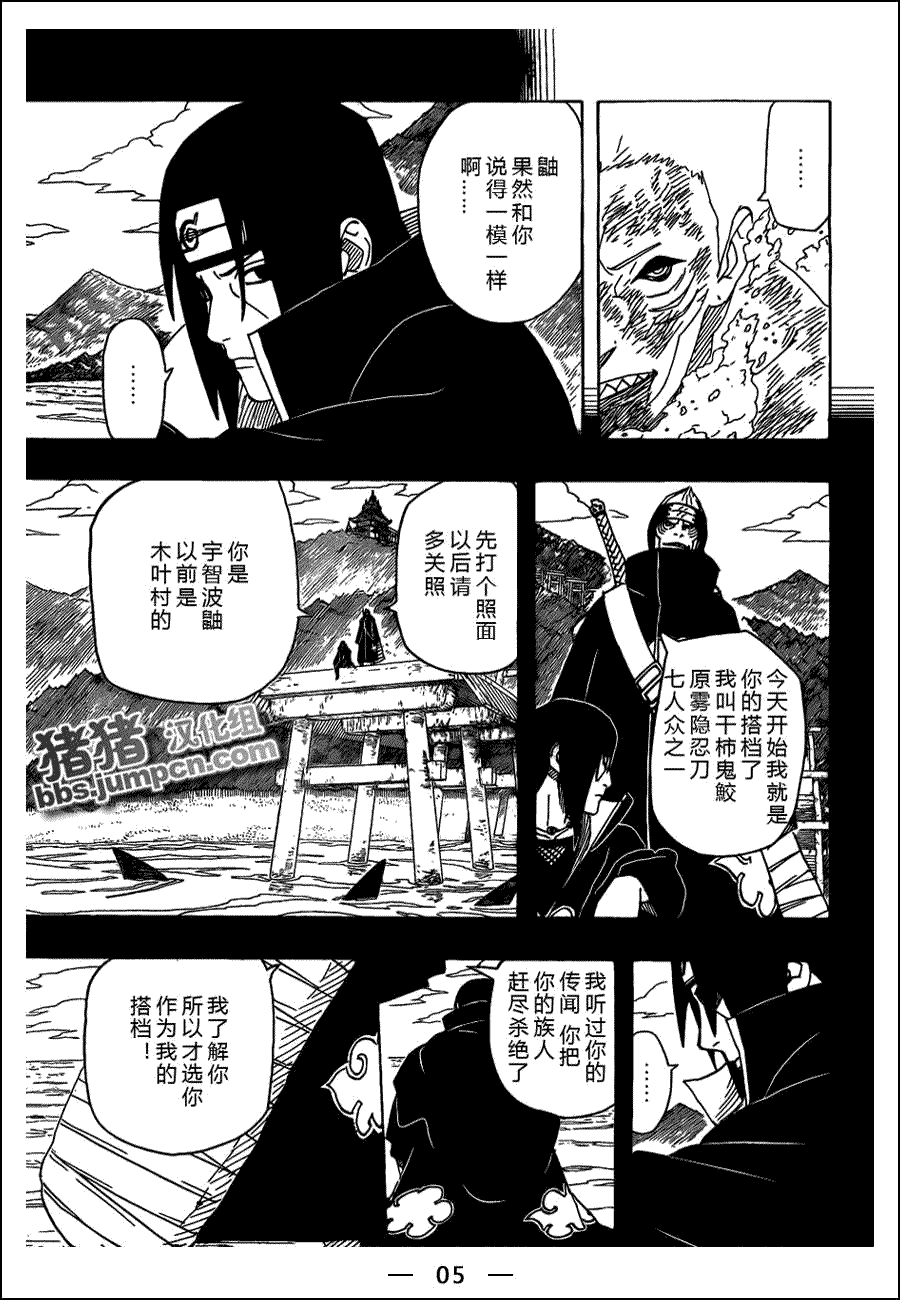 ……
鼬
果然和你
说得一模一样
啊……
……
今天开始我就是
你的搭档了
我叫干柿鬼鲛
原雾隐忍刀
七人众之一
先打个照面
以后请
多关照
你是
宇智波鼬
以前是
木叶村的
……
我听过你的
传闻 你把
你的族人
赶尽杀绝了
我了解你
所以才选你
作为我的
搭档！
猪猪 汉化组
bbs.jumpcn.com
— 05 —